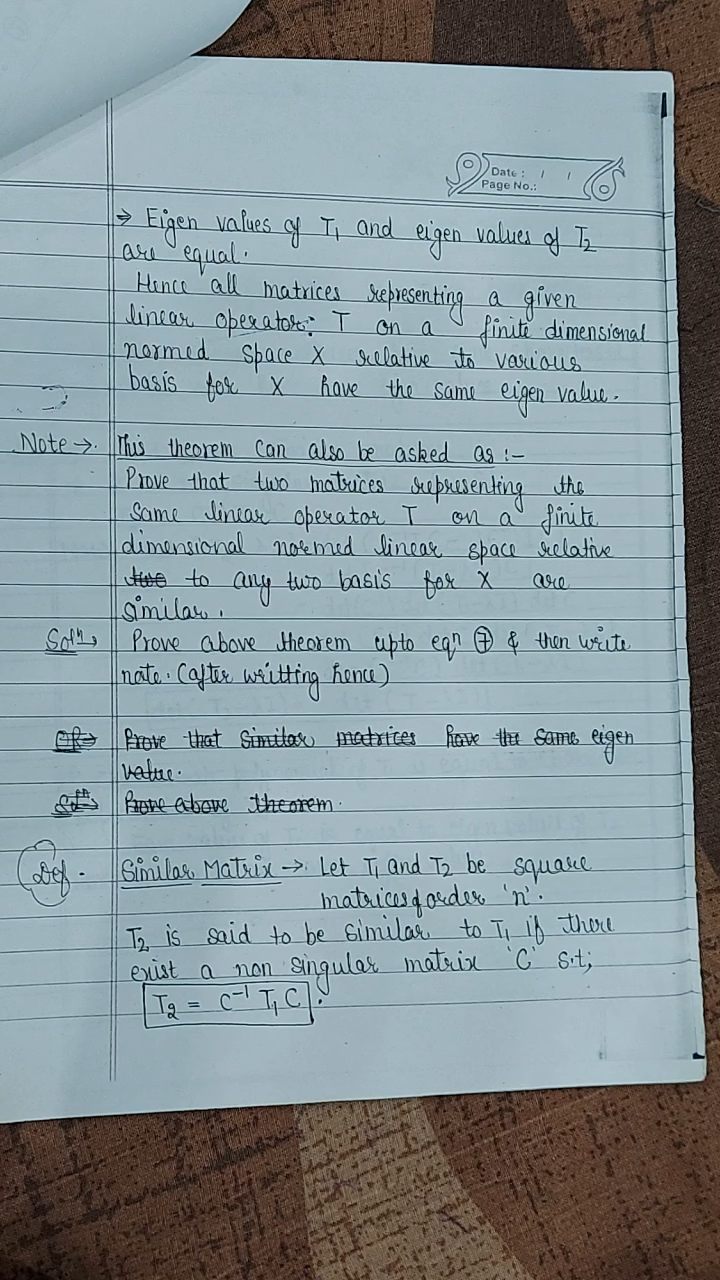 Date : / /
Page No.:
⇒ Eigen values of T₁ and eigen values of T₂
are equal.
Hence all matrices representing a given
linear operator: T on a finite dimensional
normed space X relative to various
basis for X have the same eigen value.
Note →. This theorem can also be asked as :-
Prove that two matrices representing the
same linear operator T on a finite
dimensional normed linear space relative
to any two basis for X are
similar.
Solⁿ→ Prove above theorem upto eqⁿ ⑦ & then write
note. (after writting hence)
Prove that similar matrices have the same eigen
value.
Solⁿ→ Prove above theorem.
Def. Similar Matrix →. Let T₁ and T₂ be square
matrices of order 'n'.
T₂ is said to be similar to T₁ if there
exist a non singular matrix 'C' s.t;
T₂ = C⁻¹ T₁ C .